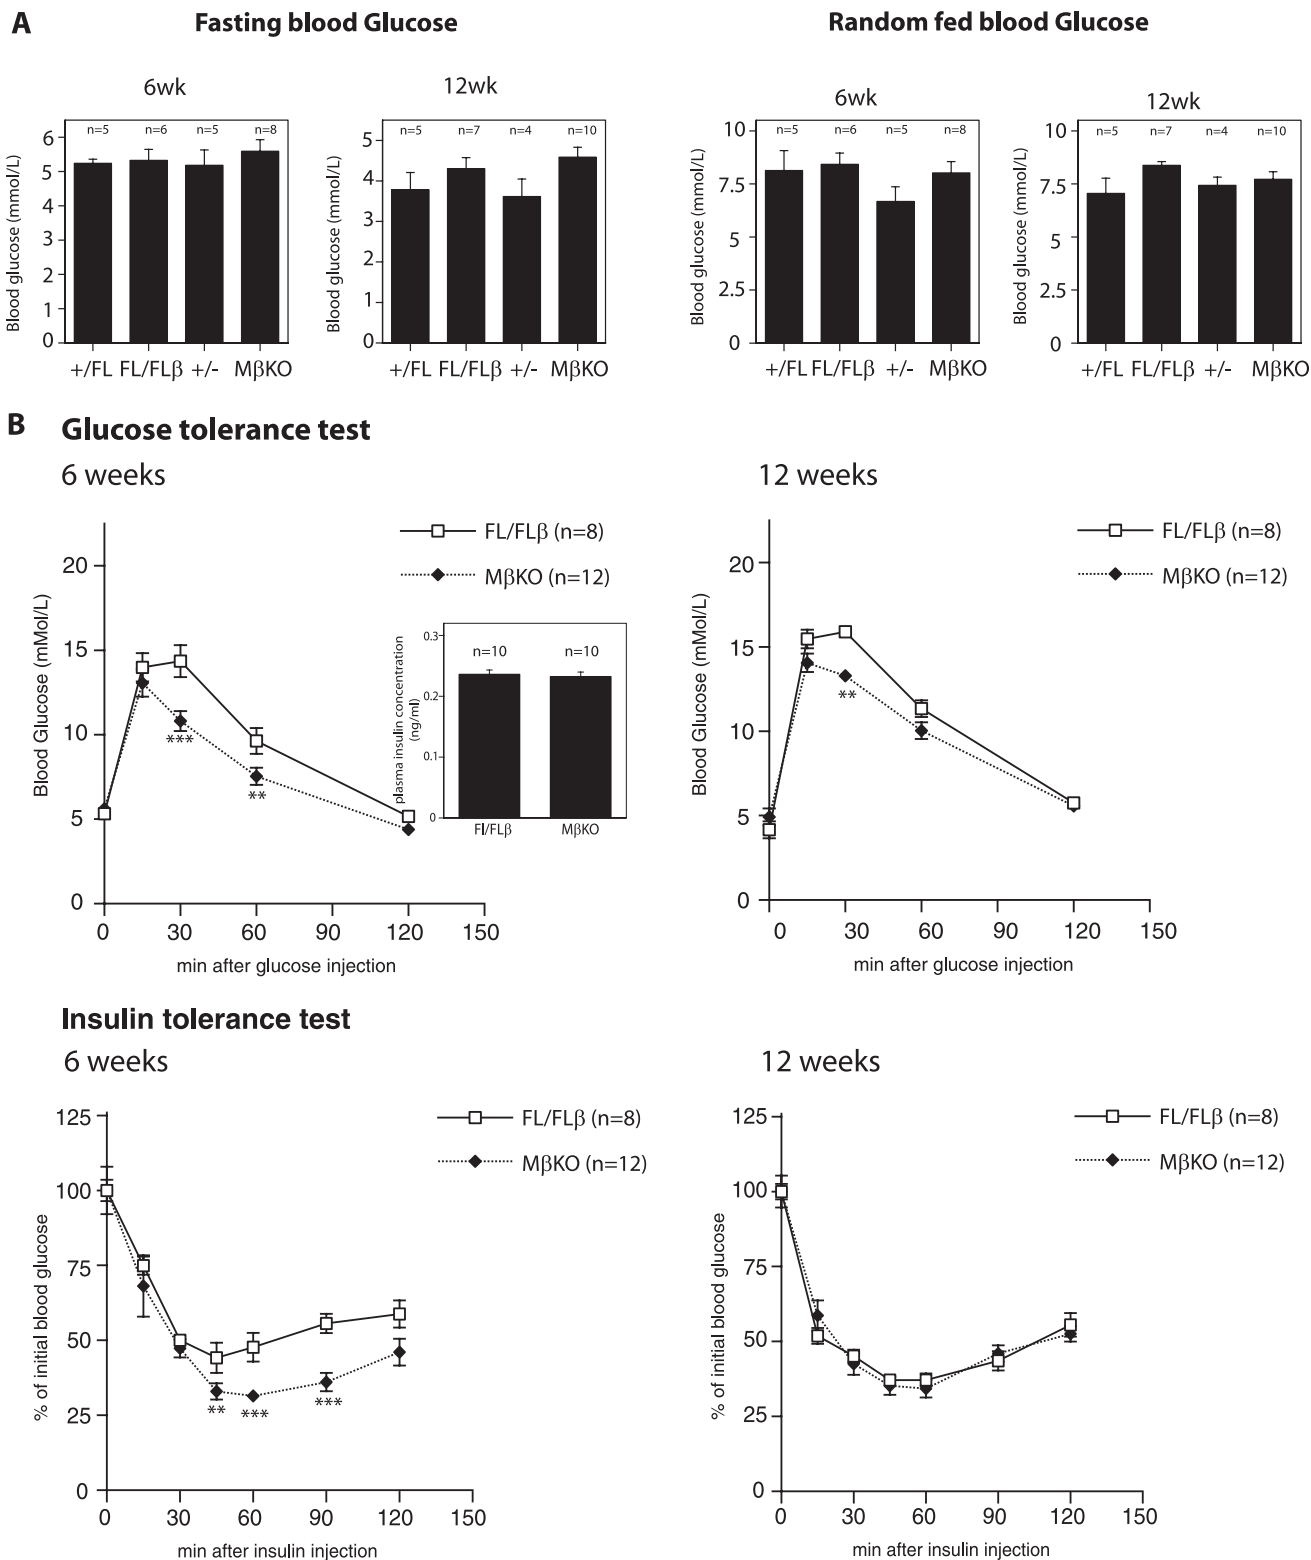 A
Fasting blood Glucose
Random fed blood Glucose
6wk
12wk
6wk
12wk
Blood glucose (mmol/L)
6
5
4
3
2
1
0
n=5 n=6 n=5 n=8
+/FL FL/FLβ +/- MβKO
Blood glucose (mmol/L)
5
4
3
2
1
0
n=5 n=7 n=4 n=10
+/FL FL/FLβ +/- MβKO
Blood glucose (mmol/L)
10
7.5
5
2.5
0
n=5 n=6 n=5 n=8
+/FL FL/FLβ +/- MβKO
Blood glucose (mmol/L)
10
7.5
5
2.5
0
n=5 n=7 n=4 n=10
+/FL FL/FLβ +/- MβKO
B
Glucose tolerance test
6 weeks
FL/FLβ (n=8)
MβKO (n=12)
Blood Glucose (mMol/L)
20
15
10
5
0
***
**
0 30 60 90 120 150
min after glucose injection
plasma insulin concentration
(ng/ml)
0.3
0.2
0.1
0
n=10 n=10
Fl/FLβ MβKO
12 weeks
FL/FLβ (n=8)
MβKO (n=12)
Blood Glucose (mMol/L)
20
15
10
5
0
**
0 30 60 90 120 150
min after glucose injection
Insulin tolerance test
6 weeks
FL/FLβ (n=8)
MβKO (n=12)
% of initial blood glucose
125
100
75
50
25
0
** *** ***
0 30 60 90 120 150
min after insulin injection
12 weeks
FL/FLβ (n=8)
MβKO (n=12)
% of initial blood glucose
125
100
75
50
25
0
0 30 60 90 120 150
min after insulin injection